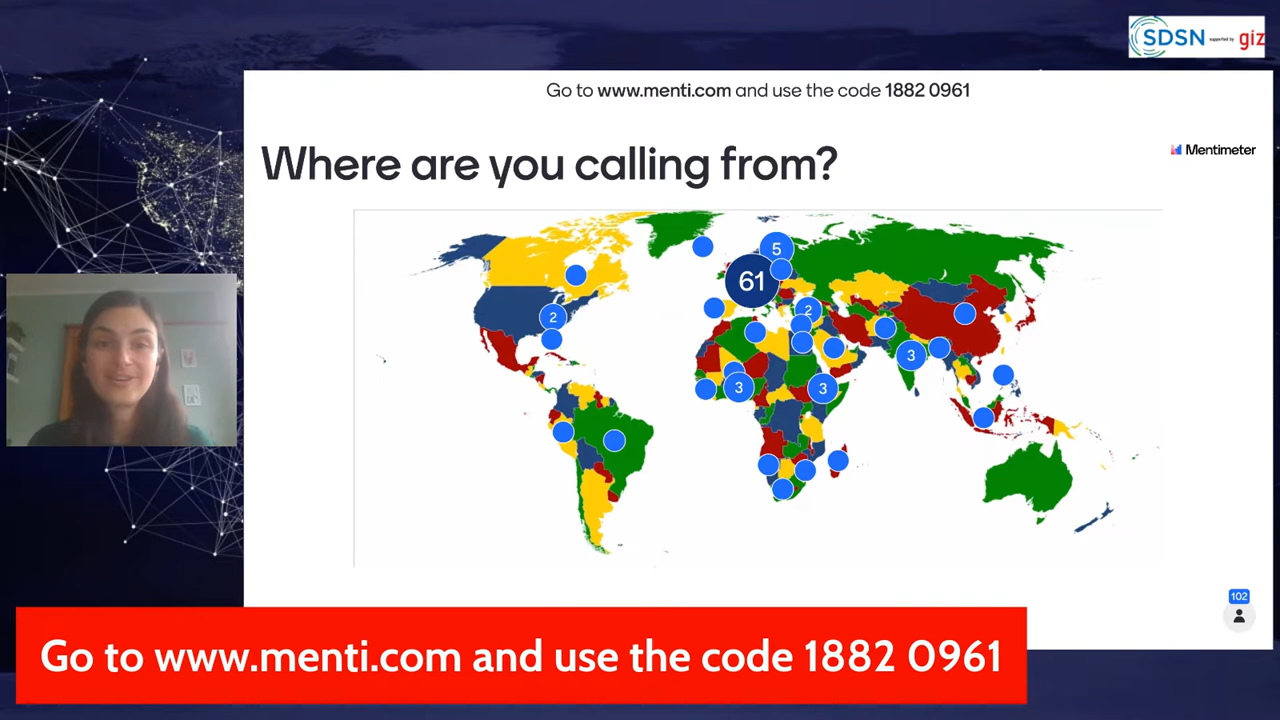 SDSN supported by giz
Go to www.menti.com and use the code 1882 0961
Where are you calling from?
Mentimeter
5
61
2
2
3
3
3
102
Go to www.menti.com and use the code 1882 0961